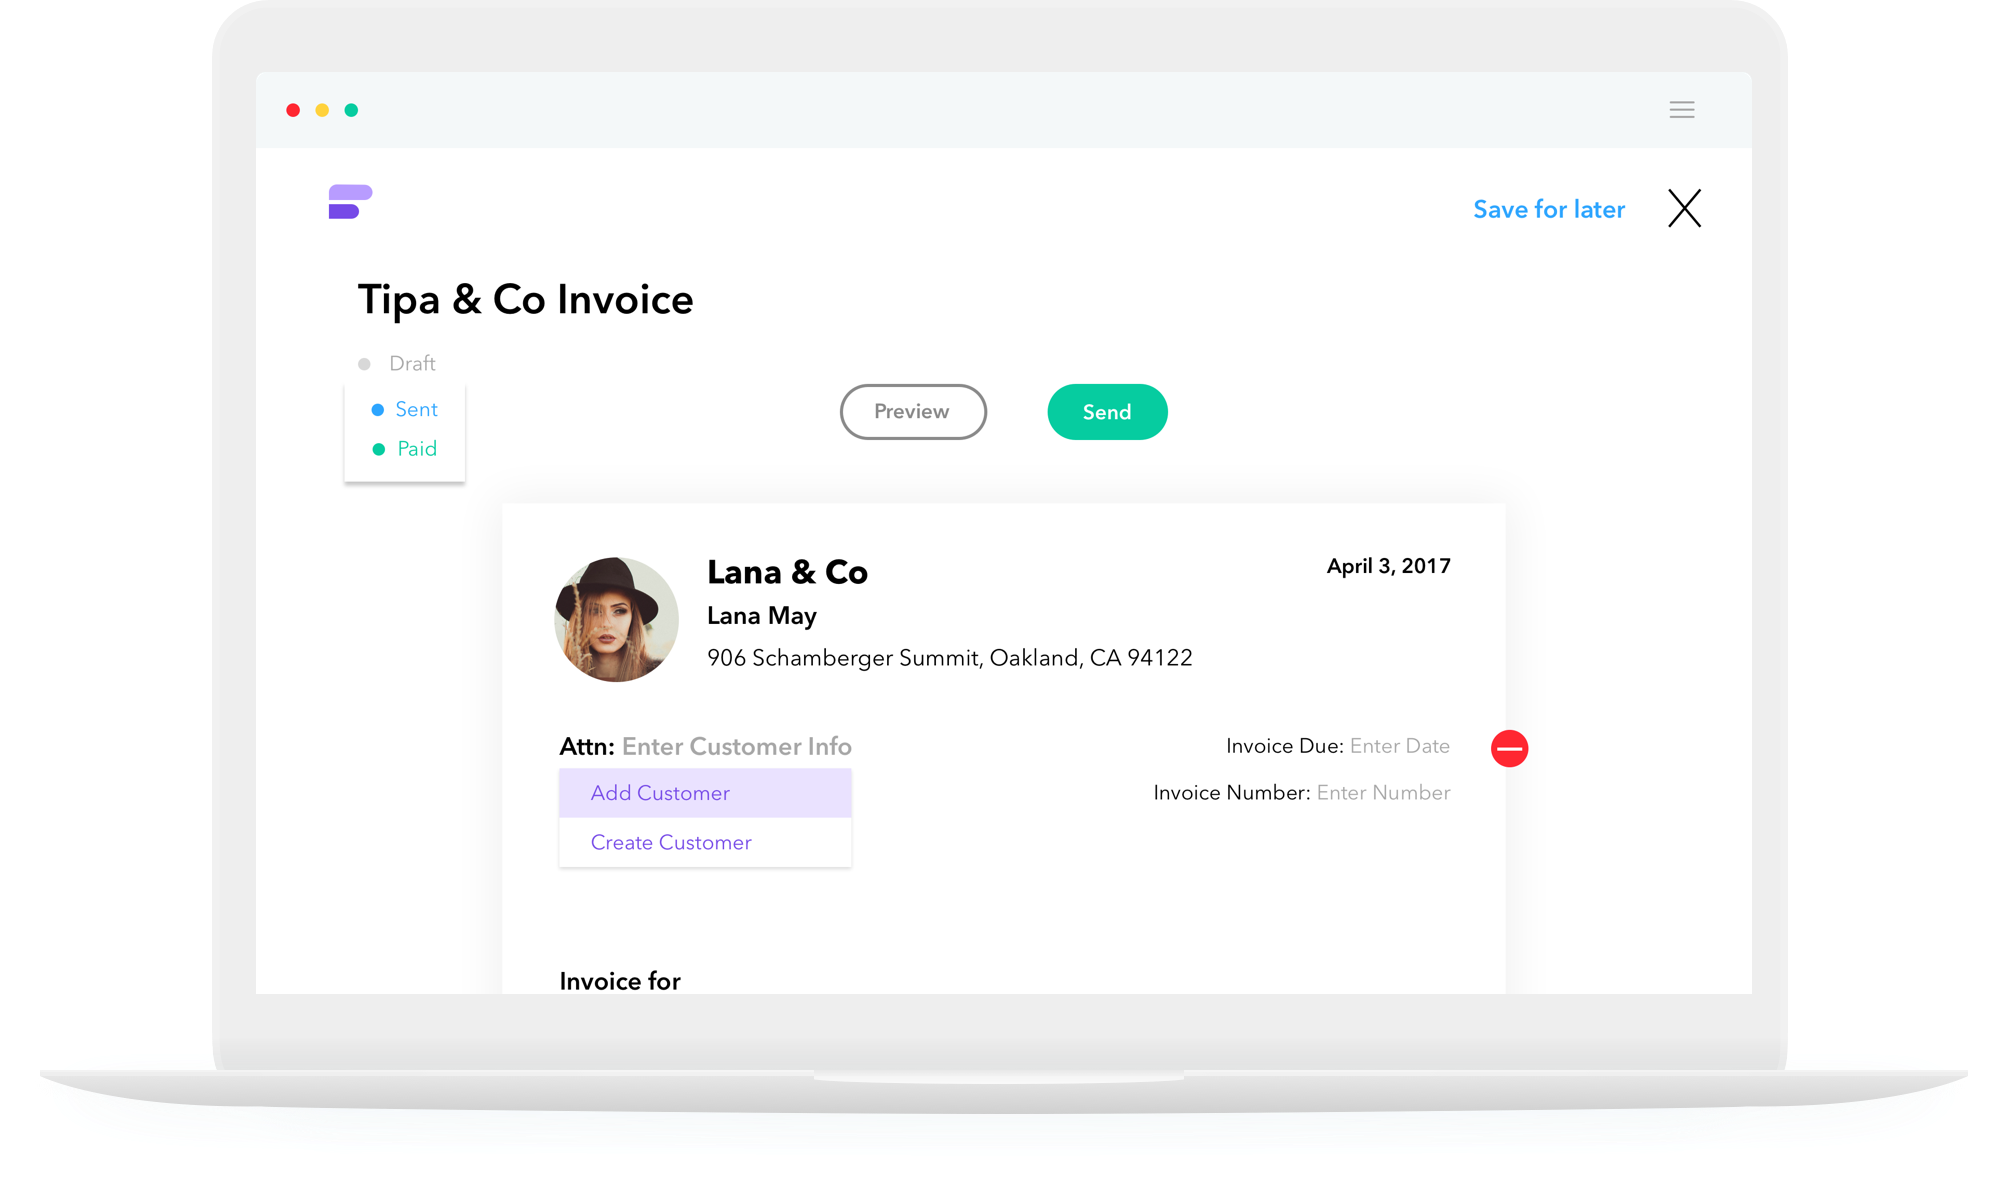 Save for later
Tipa & Co Invoice
Draft
Sent
Paid
Preview
Send
Lana & Co
April 3, 2017
Lana May
906 Schamberger Summit, Oakland, CA 94122
Attn: Enter Customer Info
Invoice Due: Enter Date
Add Customer
Invoice Number: Enter Number
Create Customer
Invoice for